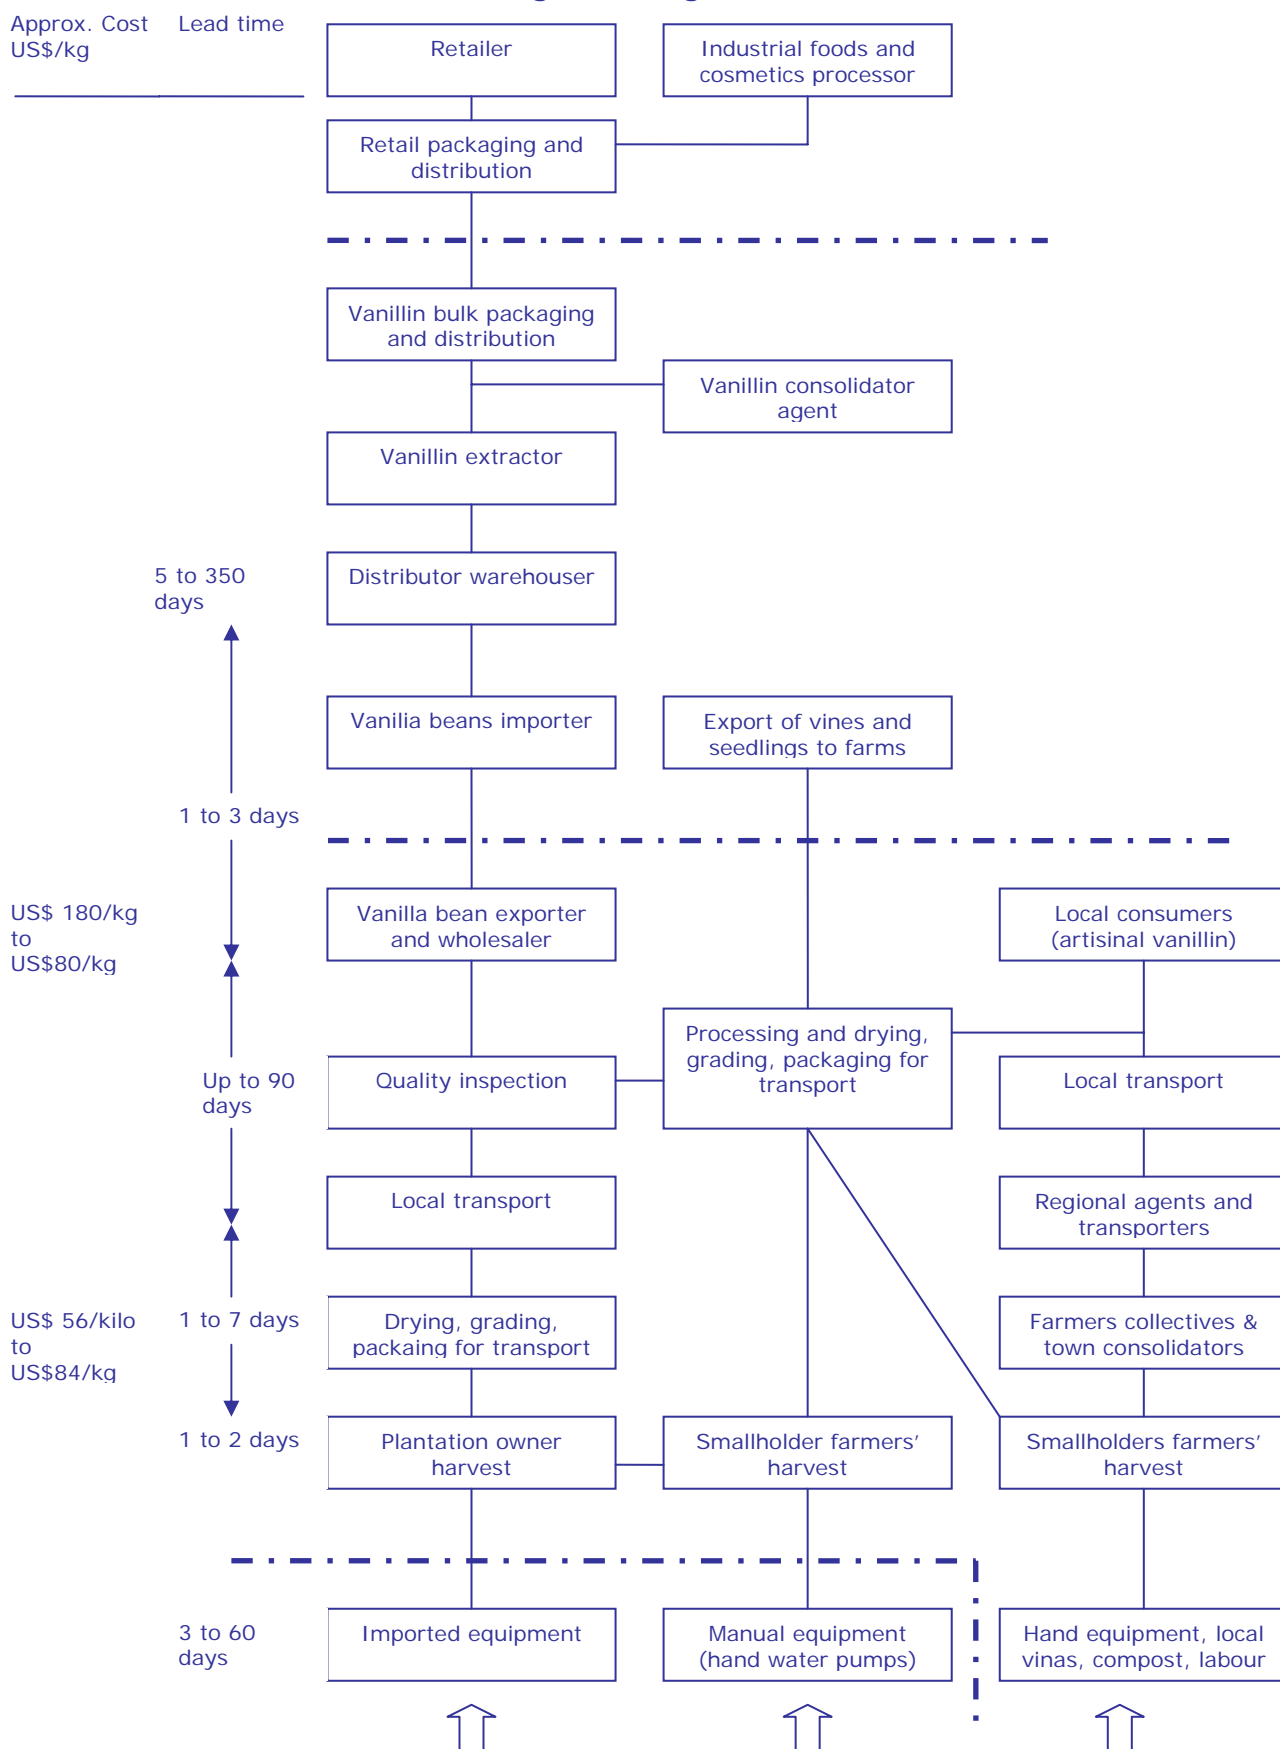 Approx. Cost
US$/kg
Lead time
Retailer
Industrial foods and
cosmetics processor
Retail packaging and
distribution
Vanillin bulk packaging
and distribution
Vanillin consolidator
agent
Vanillin extractor
5 to 350
days
Distributor warehouser
Vanilia beans importer
Export of vines and
seedlings to farms
1 to 3 days
US$ 180/kg
to
US$80/kg
Vanilla bean exporter
and wholesaler
Local consumers
(artisinal vanillin)
Processing and drying,
grading, packaging for
transport
Up to 90
days
Quality inspection
Local transport
Local transport
Regional agents and
transporters
US$ 56/kilo
to
US$84/kg
1 to 7 days
Drying, grading,
packaing for transport
Farmers collectives &
town consolidators
1 to 2 days
Plantation owner
harvest
Smallholder farmers’
harvest
Smallholders farmers’
harvest
3 to 60
days
Imported equipment
Manual equipment
(hand water pumps)
Hand equipment, local
vinas, compost, labour